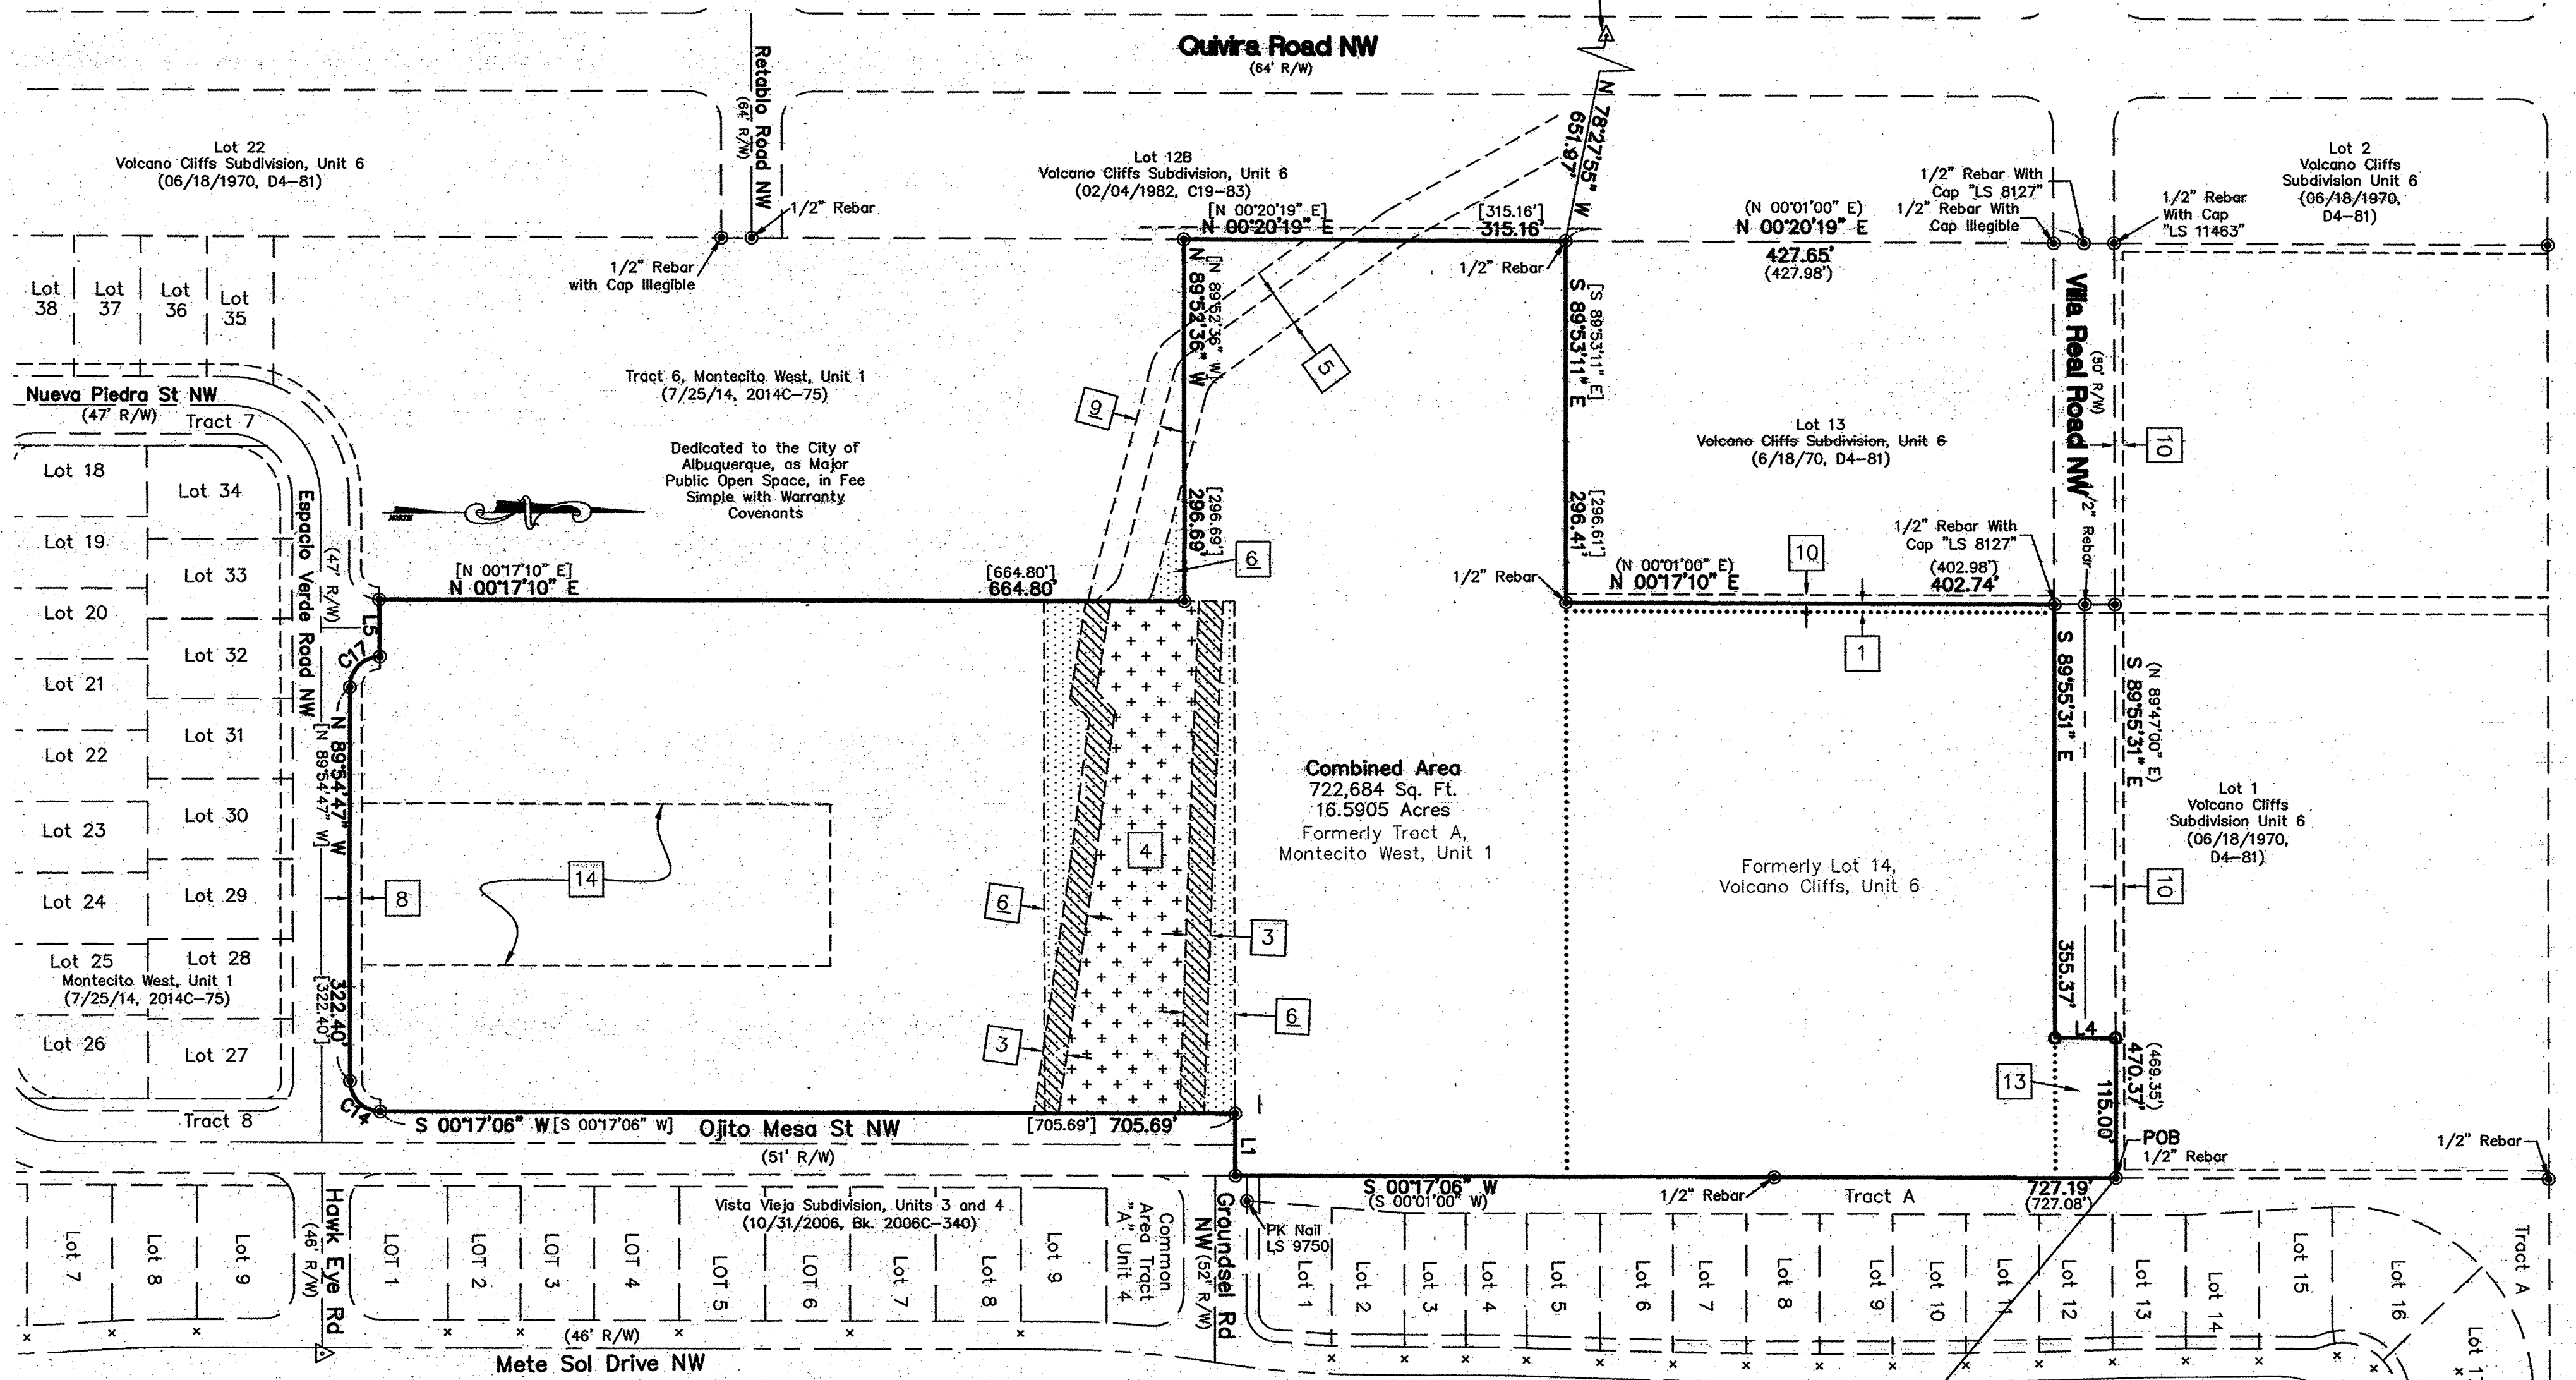 Quivira Road NW
(64' R/W)
Retablo Road NW
(64' R/W)
N 78°27'55" W
651.97'
Lot 22
Volcano Cliffs Subdivision, Unit 6
(06/18/1970, D4-81)
Lot 12B
Volcano Cliffs Subdivision, Unit 6
(02/04/1982, C19-83)
[N 00°20'19" E]
N 00°20'19" E
[315.16']
315.16'
(N 00°01'00" E)
N 00°20'19" E
427.65'
(427.98')
1/2" Rebar With
Cap "LS 8127"
1/2" Rebar With
Cap Illegible
1/2" Rebar
With Cap
"LS 11463"
Lot 2
Volcano Cliffs
Subdivision Unit 6
(06/18/1970,
D4-81)
1/2" Rebar
1/2" Rebar
with Cap Illegible
1/2" Rebar
Lot
38
Lot
37
Lot
36
Lot
35
[N 89°52'36" W]
N 89°52'36" W
[296.69']
296.69'
5
9
[S 89°53'11" E]
S 89°53'11" E
[296.61']
296.41'
Villa Real Road NW
(50' R/W)
1/2" Rebar
10
Tract 6, Montecito West, Unit 1
(7/25/14, 2014C-75)
Dedicated to the City of
Albuquerque, as Major
Public Open Space, in Fee
Simple with Warranty
Covenants
NORTH
Lot 13
Volcano Cliffs Subdivision, Unit 6
(6/18/70, D4-81)
Nueva Piedra St NW
(47' R/W)
Tract 7
Lot 18
Lot 34
Lot 19
Lot 33
Lot 20
Lot 32
Lot 21
Lot 31
Lot 22
Lot 30
Lot 23
Lot 29
Lot 24
Lot 28
Lot 25
Montecito West, Unit 1
(7/25/14, 2014C-75)
Lot 26
Lot 27
Tract 8
Espacio Verde Road NW
(47' R/W)
[N 00°17'10" E]
N 00°17'10" E
[664.80']
664.80'
6
1/2" Rebar
(N 00°01'00" E)
N 00°17'10" E
10
1/2" Rebar With
Cap "LS 8127"
(402.98')
402.74'
1
L5
C17
N 89°54'47" W
[N 89°54'47" W]
322.40'
[322.40']
C14
8
14
4
6
3
3
6
Combined Area
722,684 Sq. Ft.
16.5905 Acres
Formerly Tract A,
Montecito West, Unit 1
Formerly Lot 14,
Volcano Cliffs, Unit 6
S 89°55'31" E
355.37'
(N 89°47'00" E)
S 89°55'31" E
Lot 1
Volcano Cliffs
Subdivision Unit 6
(06/18/1970,
D4-81)
10
L4
13
(469.35')
470.37'
115.00'
POB
1/2" Rebar
1/2" Rebar
S 00°17'06" W [S 00°17'06" W]
Ojito Mesa St NW
(51' R/W)
[705.69'] 705.69'
L1
S 00°17'06" W
(S 00°01'00" W)
1/2" Rebar
Tract A
727.19'
(727.08')
Vista Vieja Subdivision, Units 3 and 4
(10/31/2006, Bk. 2006C-340)
Lot 7
Lot 8
Lot 9
Hawk Eye Rd
(46' R/W)
LOT 1
LOT 2
LOT 3
LOT 4
LOT 5
LOT 6
LOT 7
LOT 8
Lot 9
Common
Area Tract
"A" Unit 4
Groundsel Rd
NW (52' R/W)
PK Nail
LS 9750
Lot 1
Lot 2
Lot 3
Lot 4
Lot 5
Lot 6
Lot 7
Lot 8
Lot 9
Lot 10
Lot 11
Lot 12
Lot 13
Lot 14
Lot 15
Lot 16
Tract A
(46' R/W)
Mete Sol Drive NW